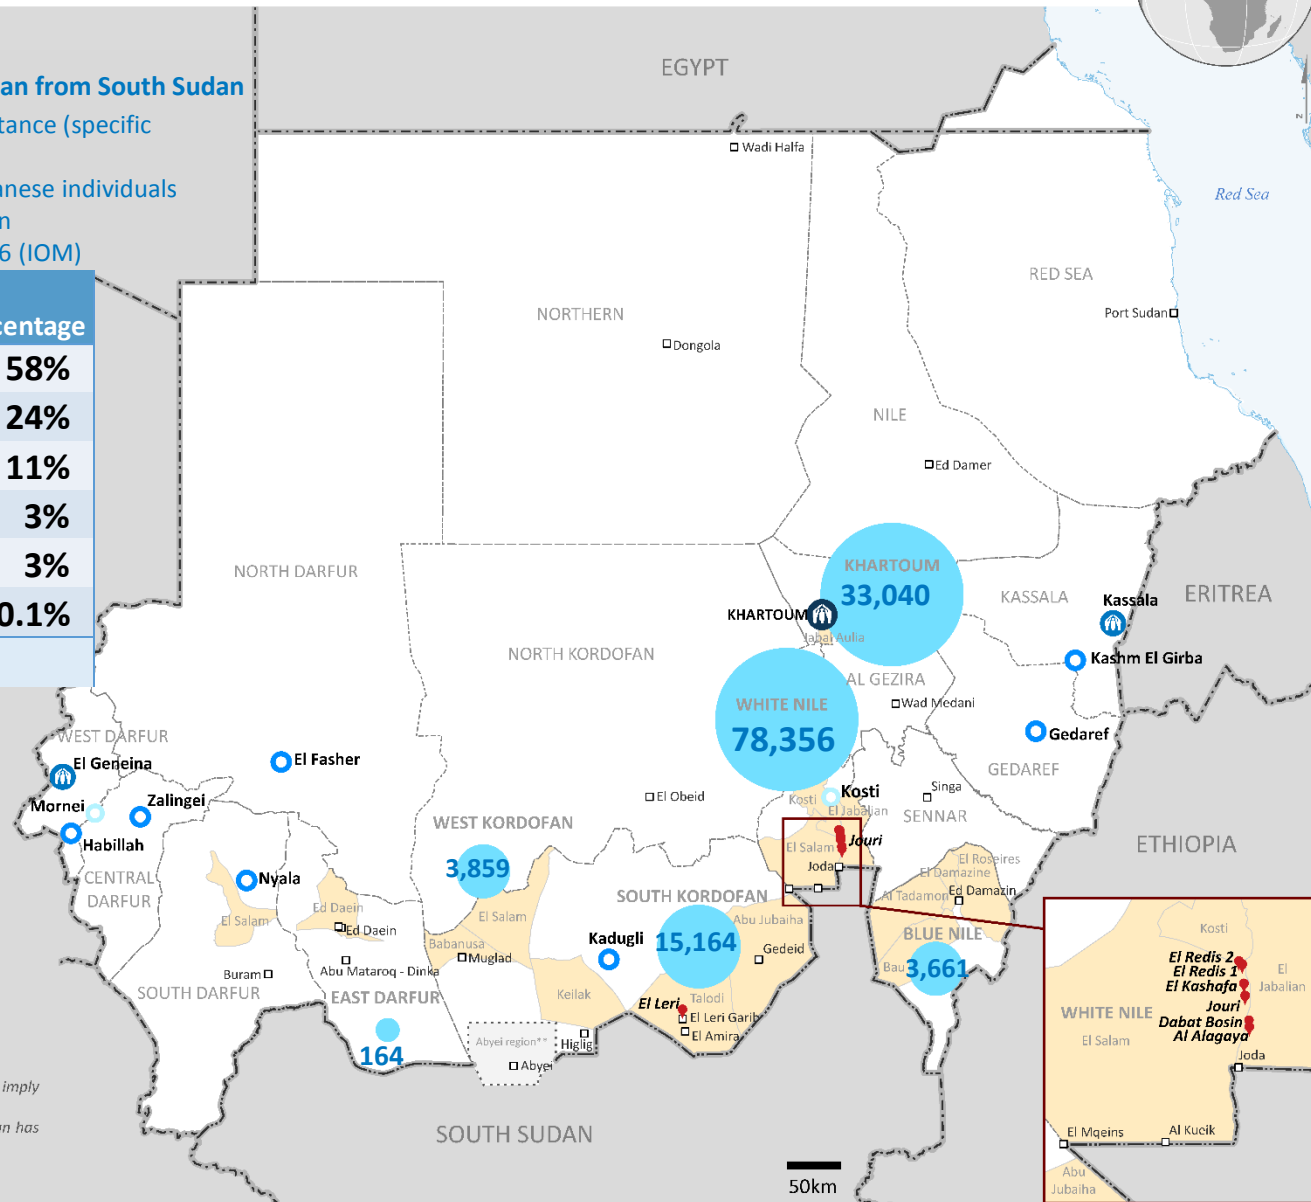 EGYPT
an from South Sudan
tance (specific
Wadi Halfa
anese individuals
n
Red Sea
6 (IOM)
RED SEA
centage
NORTHERN
Port Sudan
58%
Dongola
24%
NILE
11%
Ed Damer
3%
3%
NORTH DARFUR
KHARTOUM
33,040
KASSALA
Kassala
ERITREA
0.1%
KHARTOUM
Jabal Aulia
NORTH KORDOFAN
Kashm El Girba
AL GEZIRA
WHITE NILE
78,356
Wad Medani
WEST DARFUR
El Geneina
El Fasher
Gedaref
GEDAREF
Mornei
Zalingei
El Obeid
Kosti
Kosti
El Jabalian
Singa
SENNAR
Habillah
WEST KORDOFAN
El Salam
Jouri
Joda
ETHIOPIA
3,859
CENTRAL
DARFUR
Nyala
El Roseires
El Damazine
Al Tadamon
Ed Damazin
SOUTH KORDOFAN
El Salam
Ed Daein
Ed Daein
El Salam
Abu Jubaiha
Kadugli
15,164
Babanusa
Muglad
Gedeid
BLUE NILE
Bau
3,661
Buram
Abu Mataroq - Dinka
SOUTH DARFUR
EAST DARFUR
Keilak
El Leri
Talodi
El Leri Garib
El Amira
164
Abyei region**
Higlig
Abyei
Kosti
El Redis 2
El Redis 1
El Kashafa
El
Jabalian
Jouri
WHITE NILE
Dabat Bosin
Al Alagaya
El Salam
Joda
El Mqeins
Al Kueik
Abu
Jubaiha
imply
an has
SOUTH SUDAN
50km
z